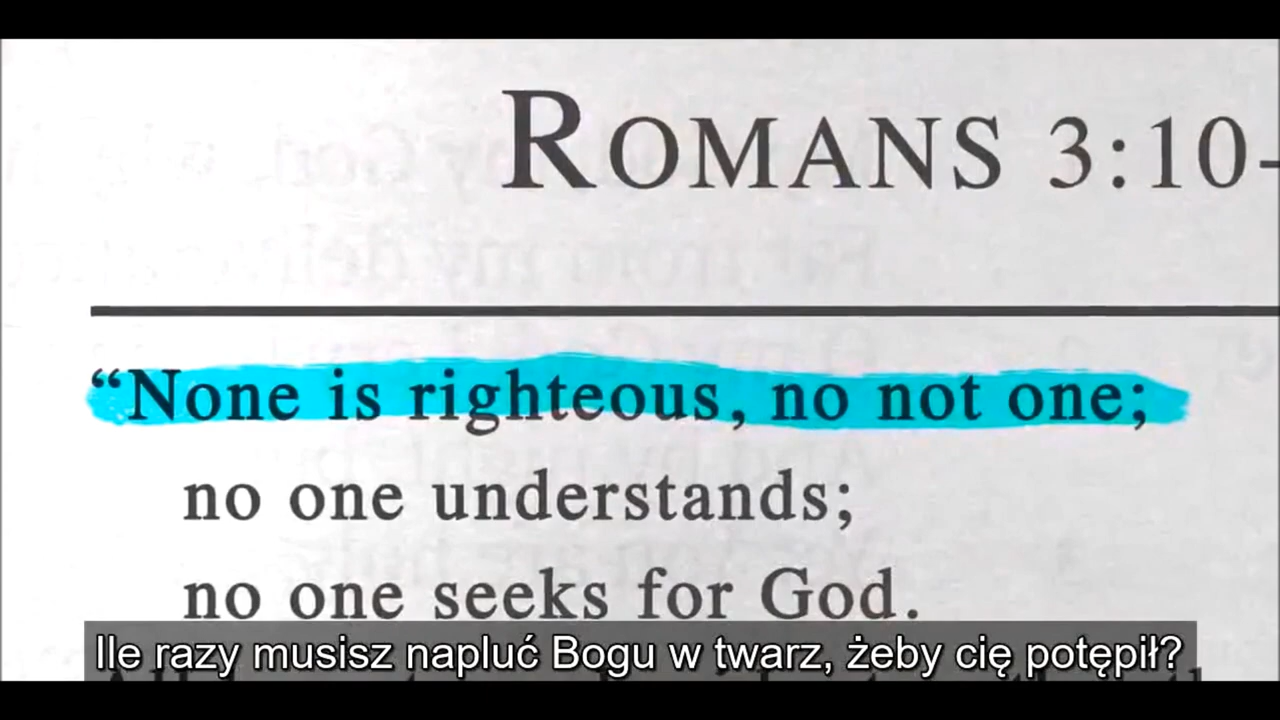 ROMANS 3:10-
“None is righteous, no not one;
no one understands;
no one seeks for God.
Ile razy musisz napluć Bogu w twarz, żeby cię potępił?